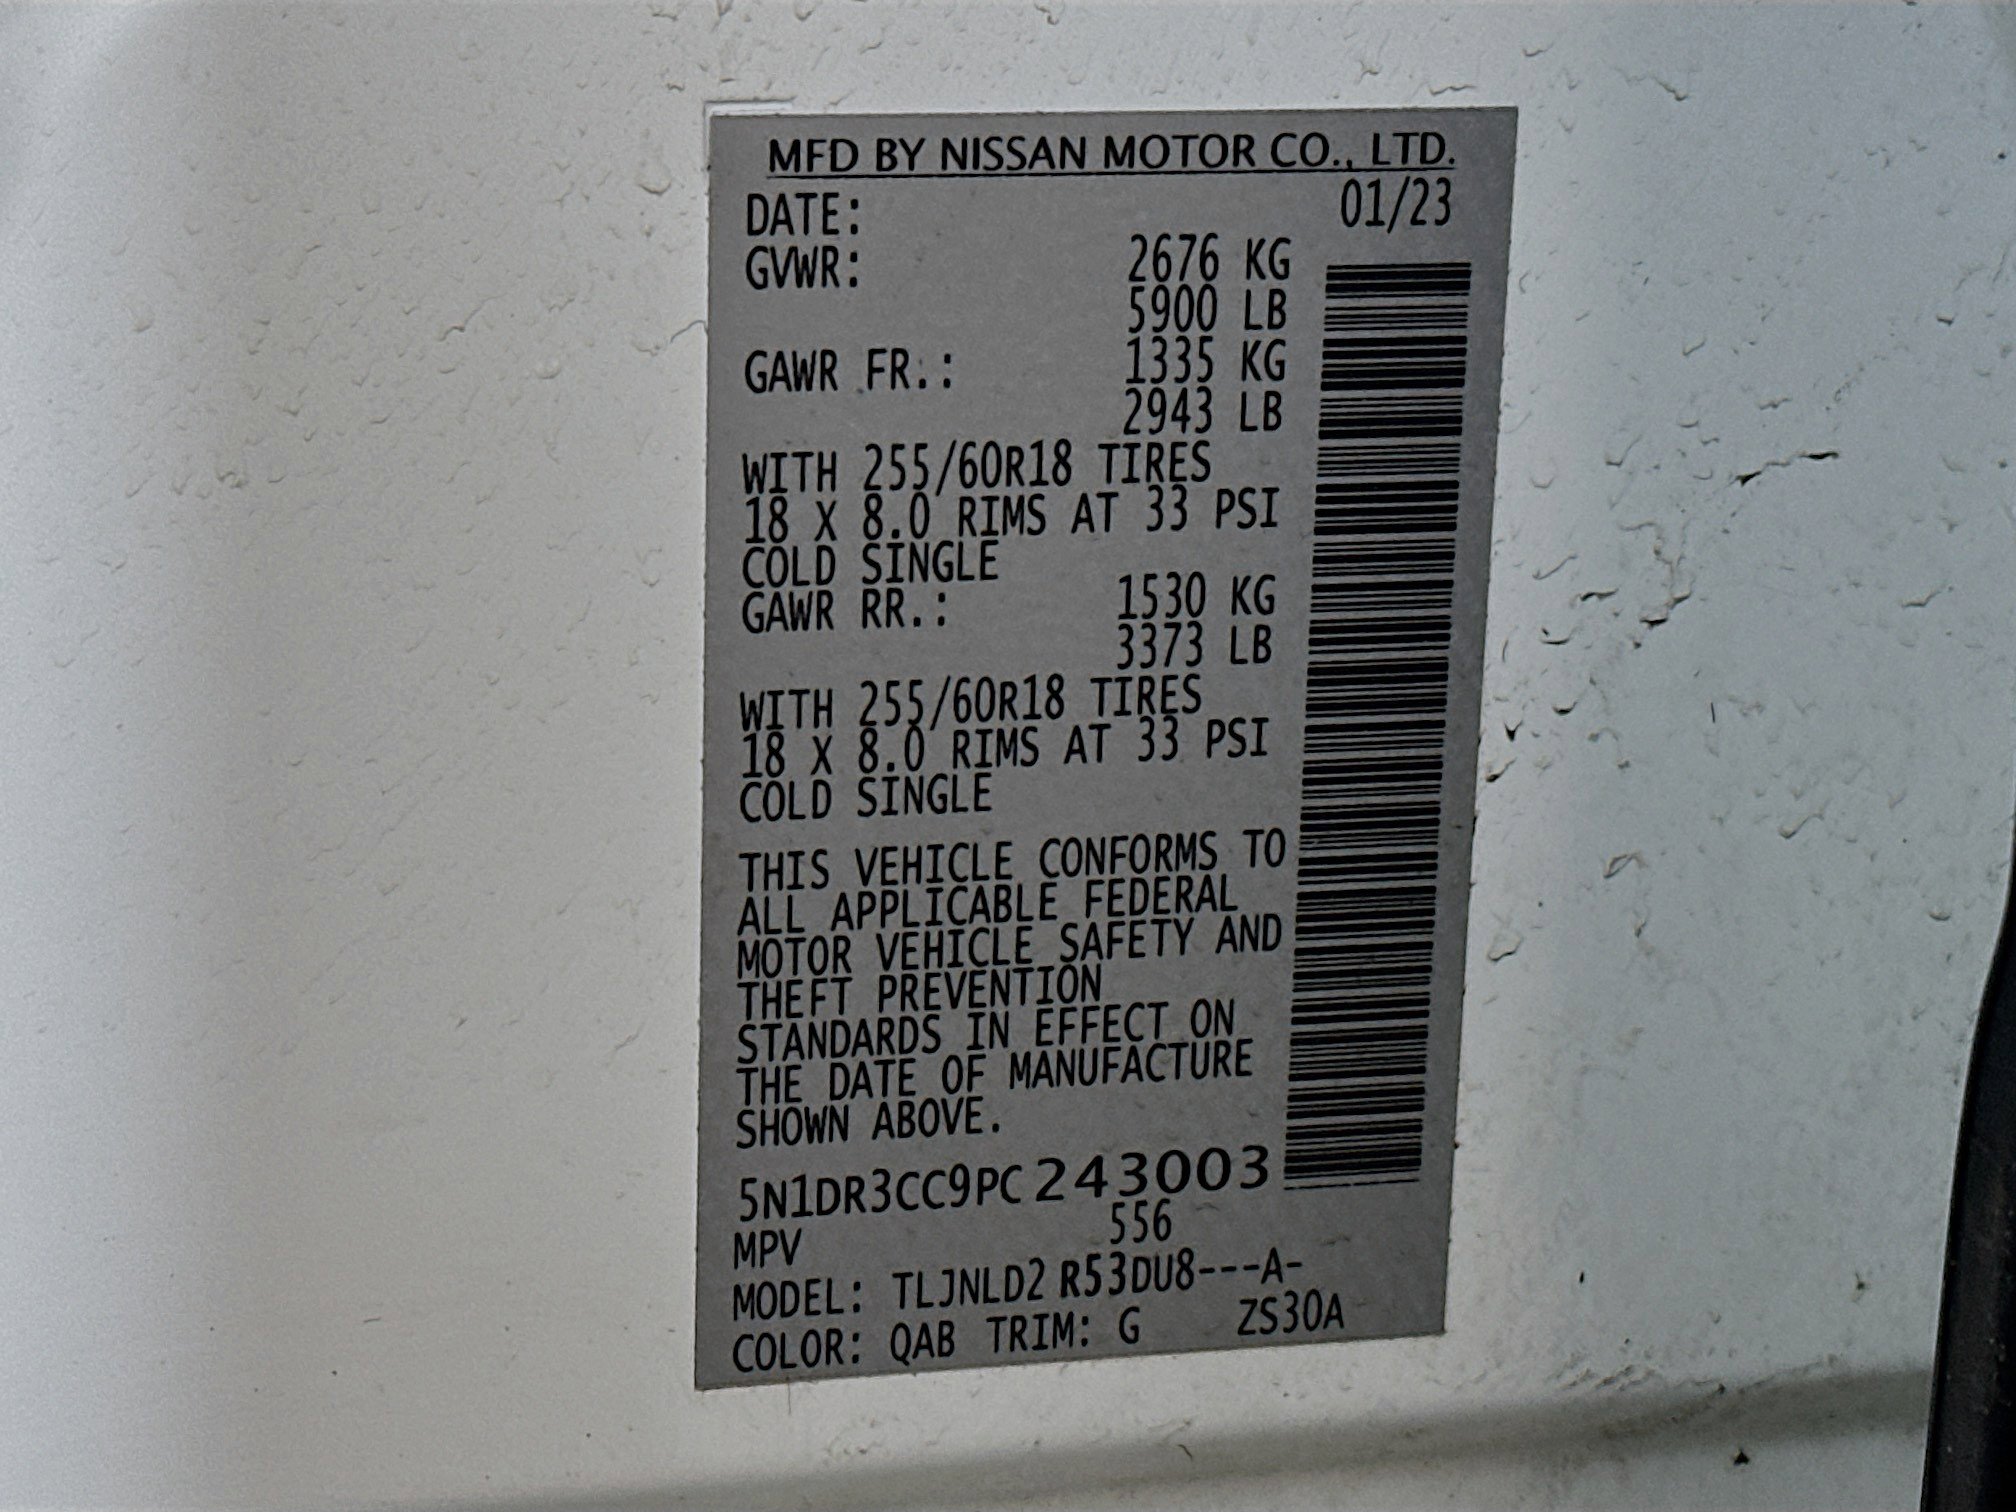 MFD BY NISSAN MOTOR CO., LTD.
DATE: 01/23
GVWR: 2676 KG
5900 LB
GAWR FR.: 1335 KG
2943 LB
WITH 255/60R18 TIRES
18 X 8.0 RIMS AT 33 PSI
COLD SINGLE
GAWR RR.: 1530 KG
3373 LB
WITH 255/60R18 TIRES
18 X 8.0 RIMS AT 33 PSI
COLD SINGLE
THIS VEHICLE CONFORMS TO
ALL APPLICABLE FEDERAL
MOTOR VEHICLE SAFETY AND
THEFT PREVENTION
STANDARDS IN EFFECT ON
THE DATE OF MANUFACTURE
SHOWN ABOVE.
5N1DR3CC9PC243003
MPV 556
MODEL: TLJNLD2 R53DU8---A-
COLOR: QAB TRIM: G ZS30A